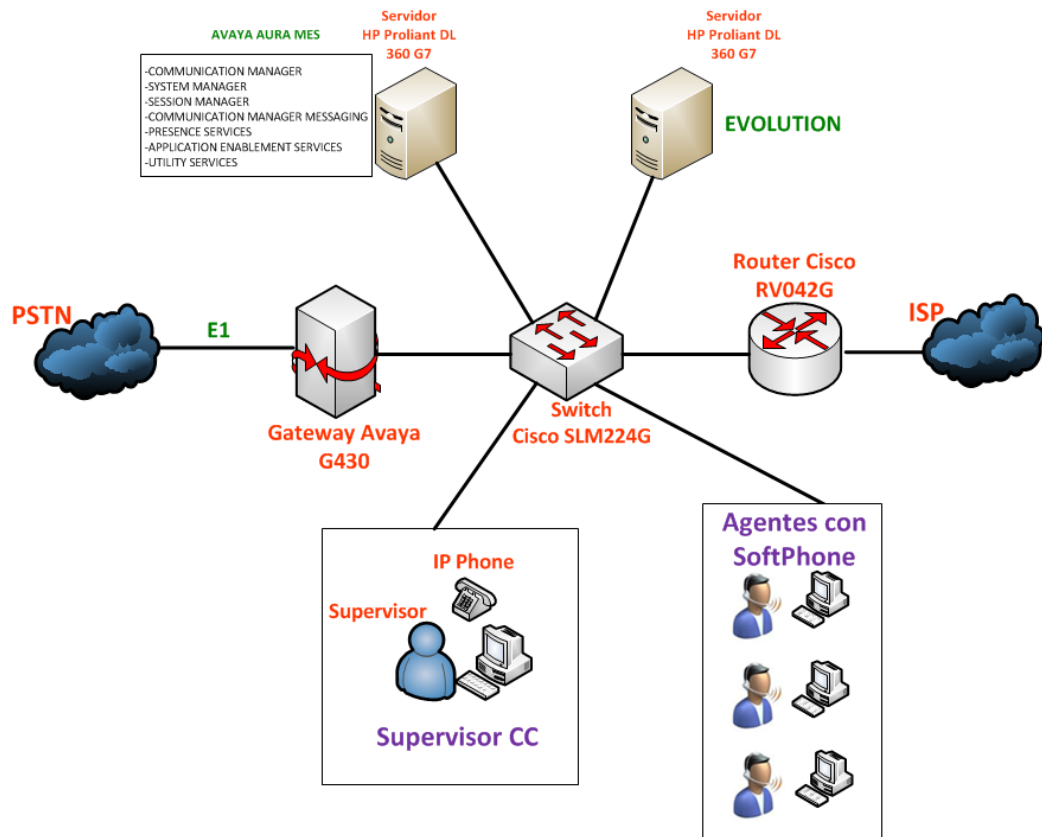 AVAYA AURA MES
-COMMUNICATION MANAGER
-SYSTEM MANAGER
-SESSION MANAGER
-COMMUNICATION MANAGER MESSAGING
-PRESENCE SERVICES
-APPLICATION ENABLEMENT SERVICES
-UTILITY SERVICES
Servidor
HP Proliant DL
360 G7
Servidor
HP Proliant DL
360 G7
EVOLUTION
PSTN
E1
Gateway Avaya
G430
Switch
Cisco SLM224G
Router Cisco
RV042G
ISP
IP Phone
Supervisor
Supervisor CC
Agentes con
SoftPhone